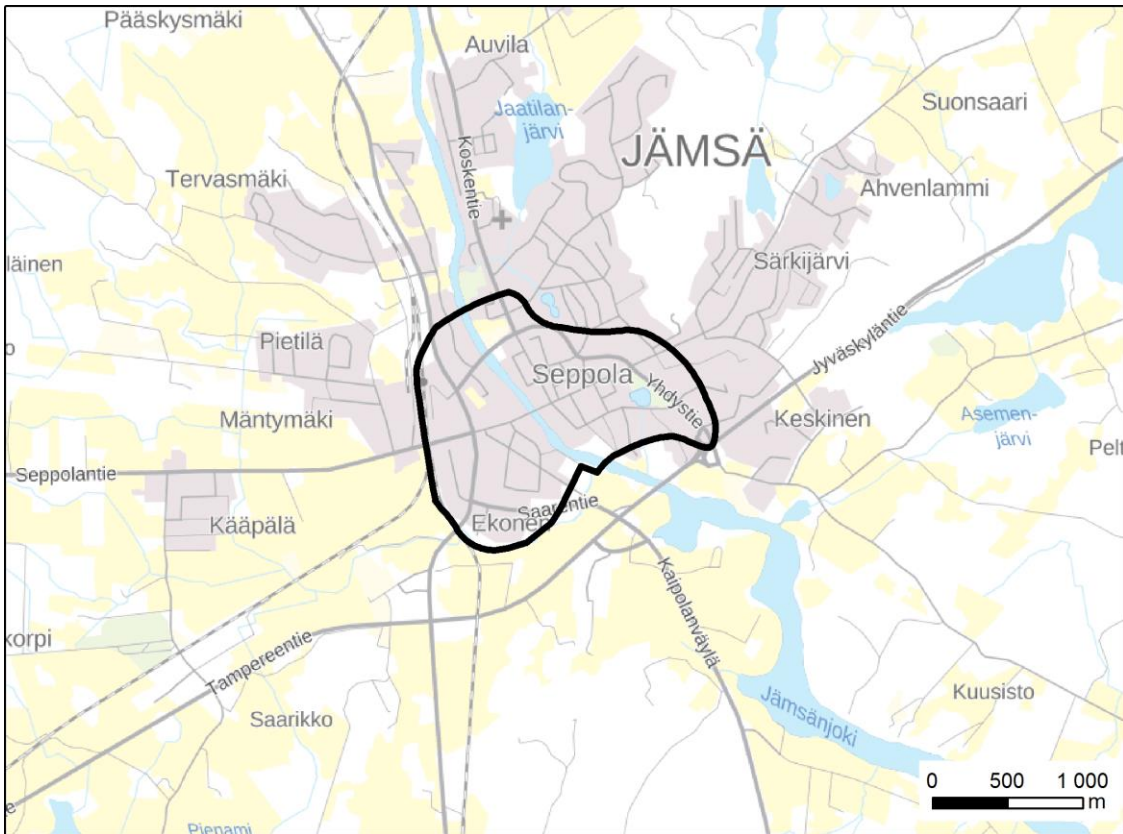 Pääskysmäki
Auvila
Jaatilan-
järvi
Suonsaari
JÄMSÄ
Koskentie
Tervasmäki
Ahvenlammi
läinen
Särkijärvi
Jyväskyläntie
Pietilä
Seppola
Yhdystie
Mäntymäki
Keskinen
Asemen-
järvi
Pelt
Seppolantie
Kääpälä
Saarentie
Ekonen
Kaipolanväylä
korpi
Tampereentie
Kuusisto
Jämsänjoki
Saarikko
0 500 1 000
m
Pienami